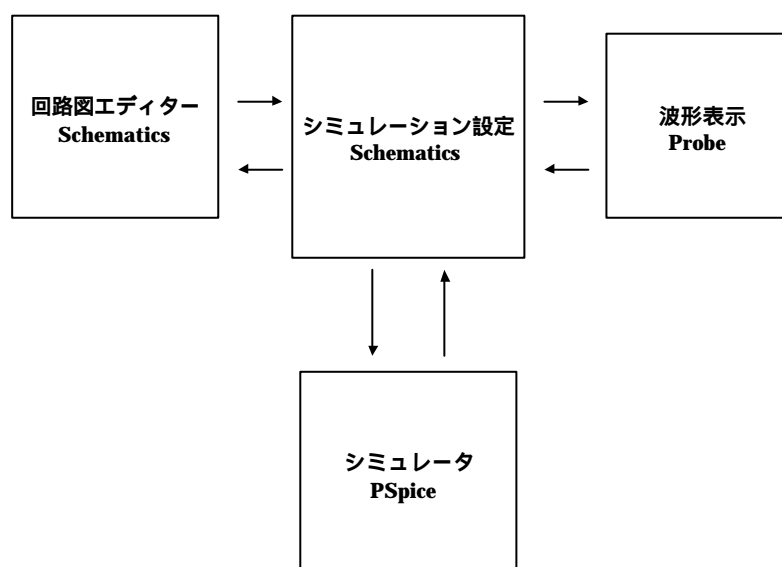 回路図エディター
Schematics
シミュレーション設定
Schematics
波形表示
Probe
シミュレータ
PSpice